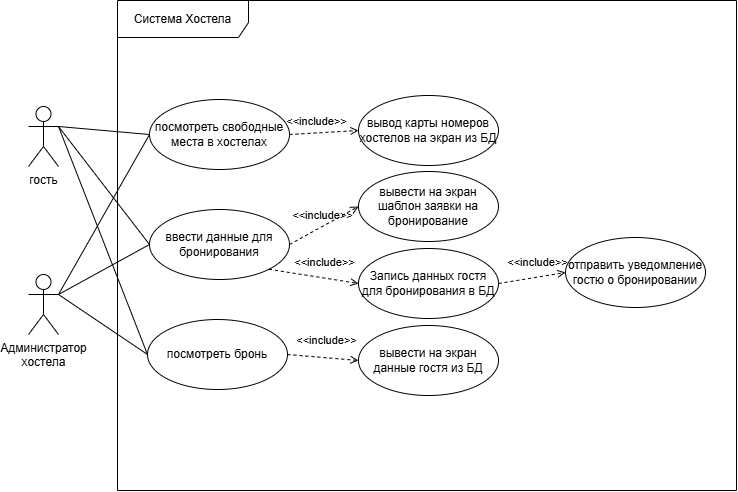 Система Хостела
посмотреть свободные
места в хостелах
<<include>>
вывод карты номеров
хостелов на экран из БД
гость
вывести на экран
шаблон заявки на
бронирование
<<include>>
ввести данные для
бронирования
<<include>>
Запись данных гостя
для бронирования в БД
<<include>>
отправить уведомление
гостю о бронировании
Администратор
хостела
посмотреть бронь
<<include>>
вывести на экран
данные гостя из БД